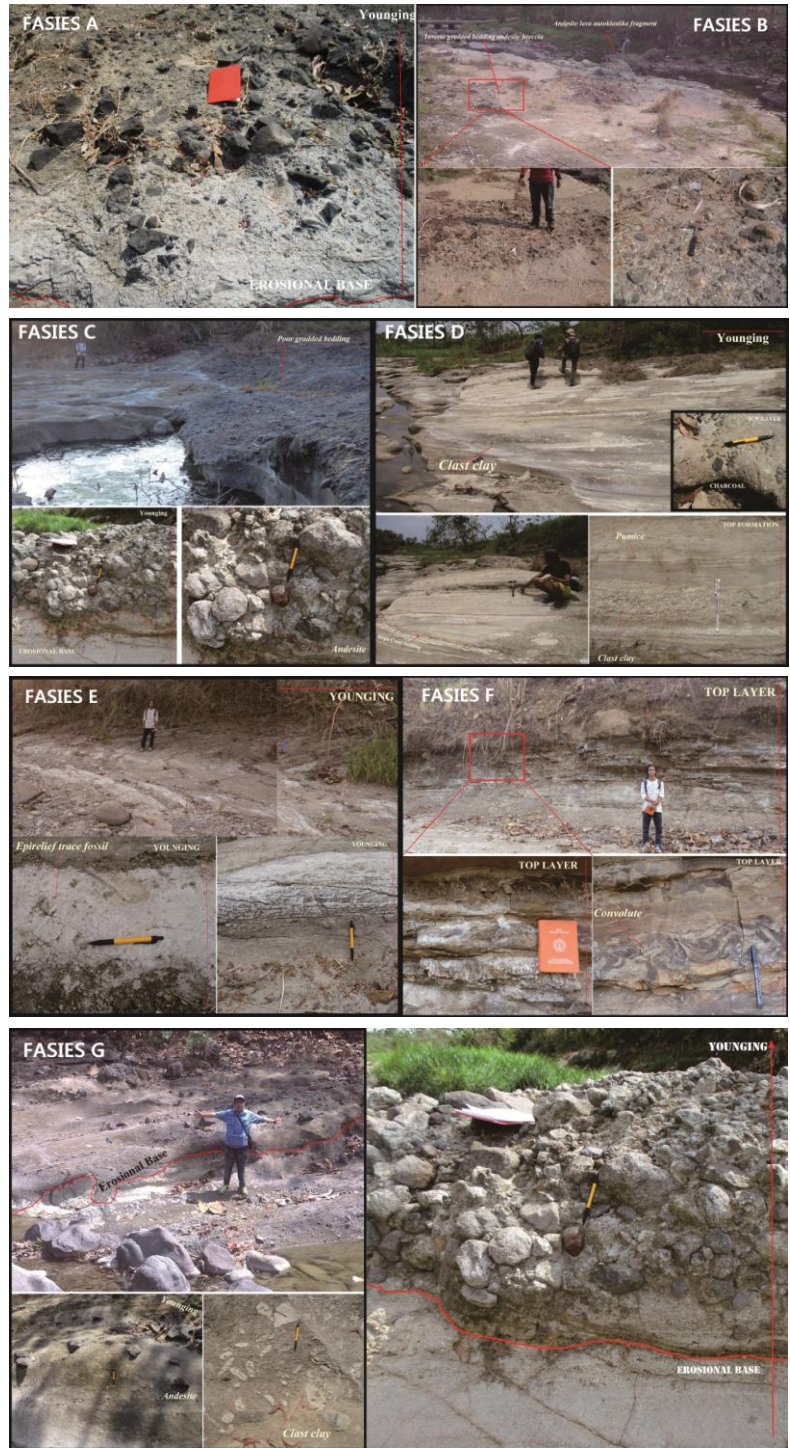 FASIES A
Younging
EROSIONAL BASE
FASIES B
Andesite lava autoklastika fragment
Inverse graded bedding andesite breccia
FASIES C
Poor gradded bedding
Younging
EROSIONAL BASE
Andesite
FASIES D
Younging
Clast clay
TOP LAYER
CHARCOAL
TOP FORMATION
Pumice
Clast clay
FASIES E
YOUNGING
Epirelief trace fossil
YOUNGING
YOUNGING
FASIES F
TOP LAYER
TOP LAYER
TOP LAYER
Convolute
FASIES G
Erosional Base
Younging
Andesite
Clast clay
YOUNGING
EROSIONAL BASE